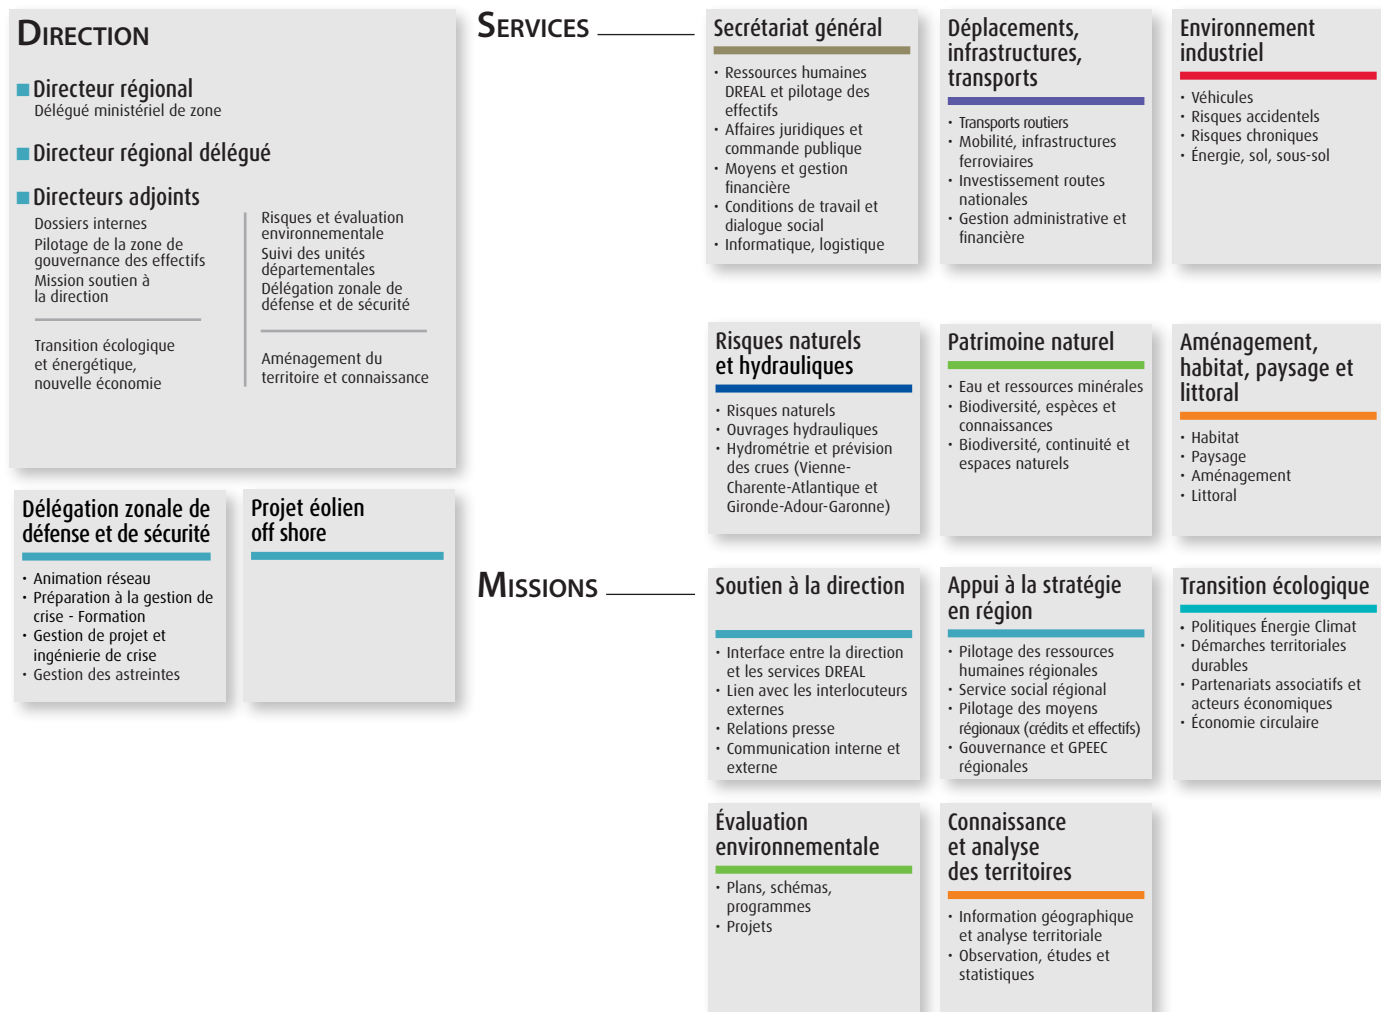 DIRECTION
Directeur régional
Délégué ministériel de zone
Directeur régional délégué
Directeurs adjoints
Dossiers internes
Pilotage de la zone de
gouvernance des effectifs
Mission soutien à
la direction
Transition écologique
et énergétique,
nouvelle économie
Risques et évaluation
environnementale
Suivi des unités
départementales
Délégation zonale de
défense et de sécurité
Aménagement du
territoire et connaissance
Délégation zonale de
défense et de sécurité
• Animation réseau
• Préparation à la gestion de
crise - Formation
• Gestion de projet et
ingénierie de crise
• Gestion des astreintes
Projet éolien
off shore
SERVICES
Secrétariat général
• Ressources humaines
DREAL et pilotage des
effectifs
• Affaires juridiques et
commande publique
• Moyens et gestion
financière
• Conditions de travail et
dialogue social
• Informatique, logistique
Déplacements,
infrastructures,
transports
• Transports routiers
• Mobilité, infrastructures
ferroviaires
• Investissement routes
nationales
• Gestion administrative et
financière
Environnement
industriel
• Véhicules
• Risques accidentels
• Risques chroniques
• Énergie, sol, sous-sol
Risques naturels
et hydrauliques
• Risques naturels
• Ouvrages hydrauliques
• Hydrométrie et prévision
des crues (Vienne-
Charente-Atlantique et
Gironde-Adour-Garonne)
Patrimoine naturel
• Eau et ressources minérales
• Biodiversité, espèces et
connaissances
• Biodiversité, continuité et
espaces naturels
Aménagement,
habitat, paysage et
littoral
• Habitat
• Paysage
• Aménagement
• Littoral
MISSIONS
Soutien à la direction
• Interface entre la direction
et les services DREAL
• Lien avec les interlocuteurs
externes
• Relations presse
• Communication interne et
externe
Appui à la stratégie
en région
• Pilotage des ressources
humaines régionales
• Service social régional
• Pilotage des moyens
régionaux (crédits et effectifs)
• Gouvernance et GPEEC
régionales
Transition écologique
• Politiques Énergie Climat
• Démarches territoriales
durables
• Partenariats associatifs et
acteurs économiques
• Économie circulaire
Évaluation
environnementale
• Plans, schémas,
programmes
• Projets
Connaissance
et analyse
des territoires
• Information géographique
et analyse territoriale
• Observation, études et
statistiques